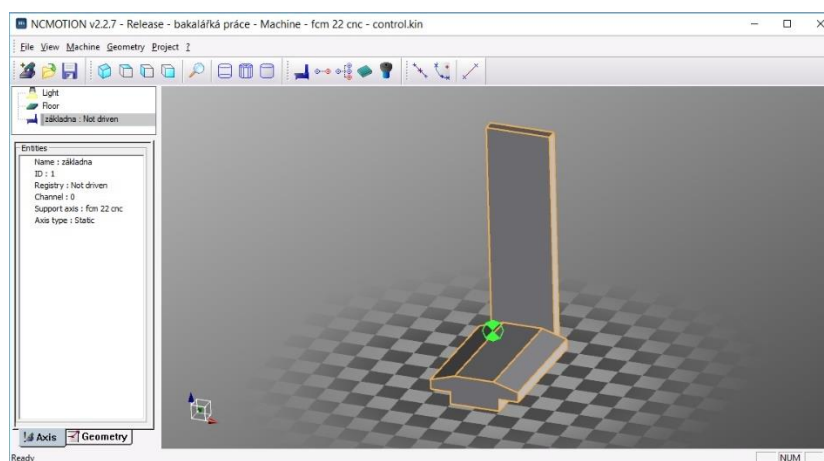 NCMOTION v2.2.7 - Release - bakalářká práce - Machine - fcm 22 cnc - control.kin
File View Machine Geometry Project ?
Light
Floor
základna : Not driven
Entities
Name : základna
ID : 1
Registry : Not driven
Channel : 0
Support axis : fcm 22 cnc
Axis type : Static
Axis Geometry
Ready NUM